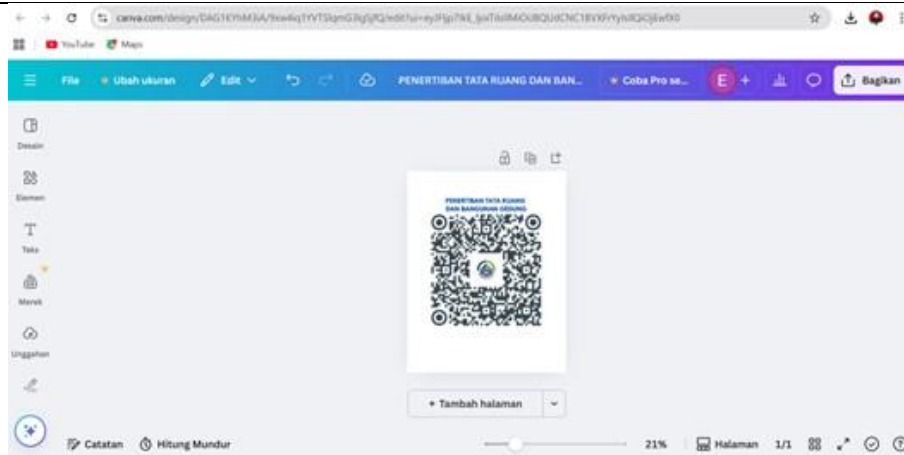 YouTube Maps
File Ubah ukuran Edit PENERTIBAN TATA RUANG DAN BAN... Coba Pro se... E + Bagikan
Desain
Elemen
Teks
Merek
Unggahan
PENERTIBAN TATA RUANG
DAN BANGUNAN GEDUNG
+ Tambah halaman
Catatan Hitung Mundur 21% Halaman 1/1